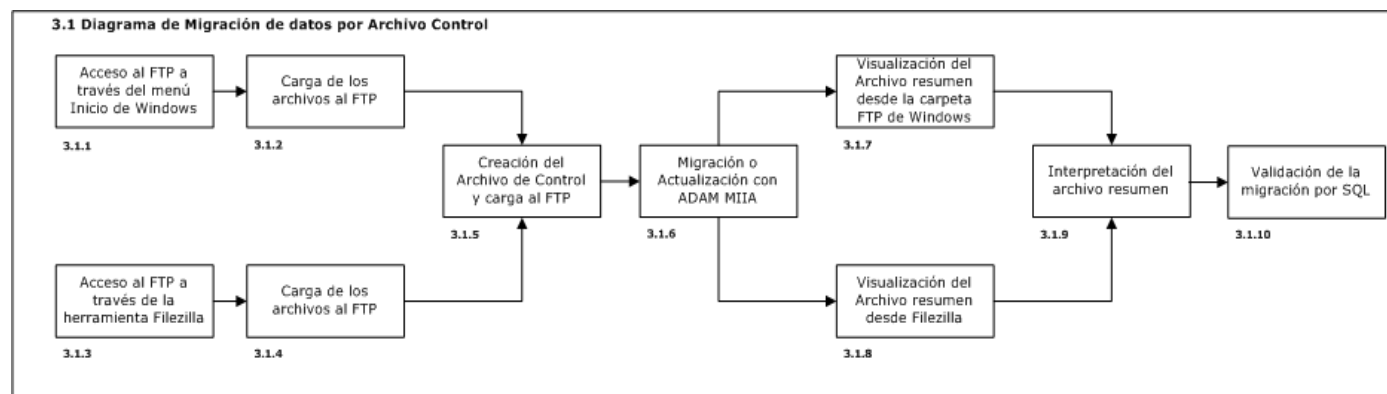 3.1 Diagrama de Migración de datos por Archivo Control
Acceso al FTP a
través del menú
Inicio de Windows
3.1.1
Carga de los
archivos al FTP
3.1.2
Acceso al FTP a
través de la
herramienta Filezilla
3.1.3
Carga de los
archivos al FTP
3.1.4
Creación del
Archivo de Control
y carga al FTP
3.1.5
Migración o
Actualización con
ADAM MIIA
3.1.6
Visualización del
Archivo resumen
desde la carpeta
FTP de Windows
3.1.7
Visualización del
Archivo resumen
desde Filezilla
3.1.8
Interpretación del
archivo resumen
3.1.9
Validación de la
migración por SQL
3.1.10